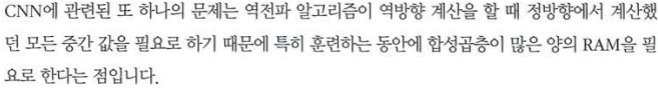 CNN에 관련된 또 하나의 문제는 역전파 알고리즘이 역방향 계산을 할 때 정방향에서 계산했
던 모든 중간 값을 필요로 하기 때문에 특히 훈련하는 동안에 합성곱층이 많은 양의 RAM을 필
요로 한다는 점입니다.